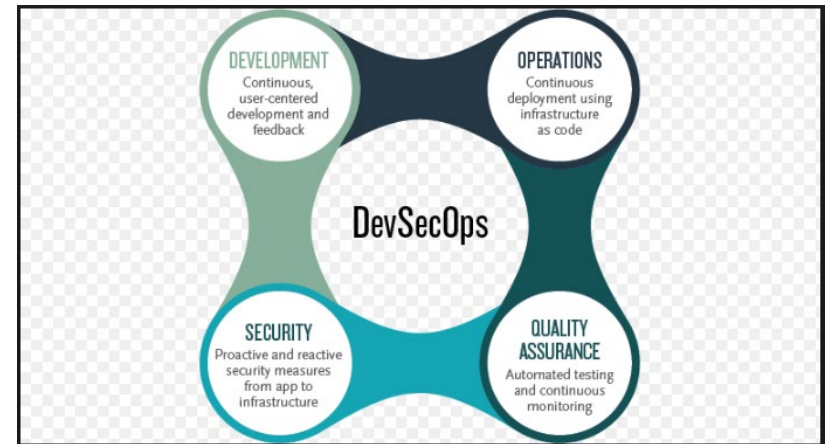 DEVELOPMENT
Continuous,
user-centered
development and
feedback
OPERATIONS
Continuous
deployment using
infrastructure
as code
DevSecOps
SECURITY
Proactive and reactive
security measures
from app to
infrastructure
QUALITY
ASSURANCE
Automated testing
and continuous
monitoring